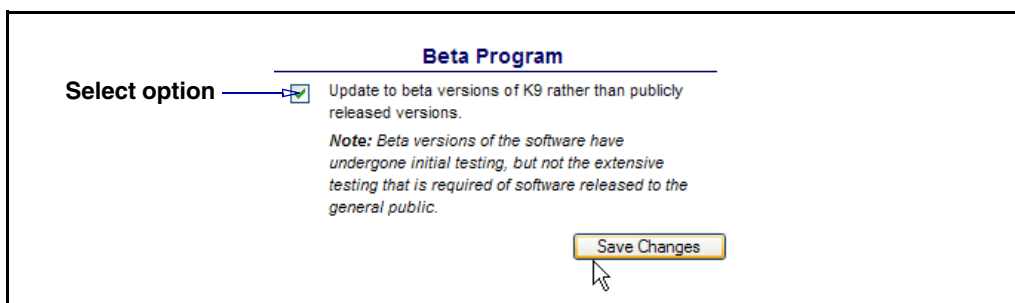 Beta Program
Select option
Update to beta versions of K9 rather than publicly
released versions.
Note: Beta versions of the software have
undergone initial testing, but not the extensive
testing that is required of software released to the
general public.
Save Changes